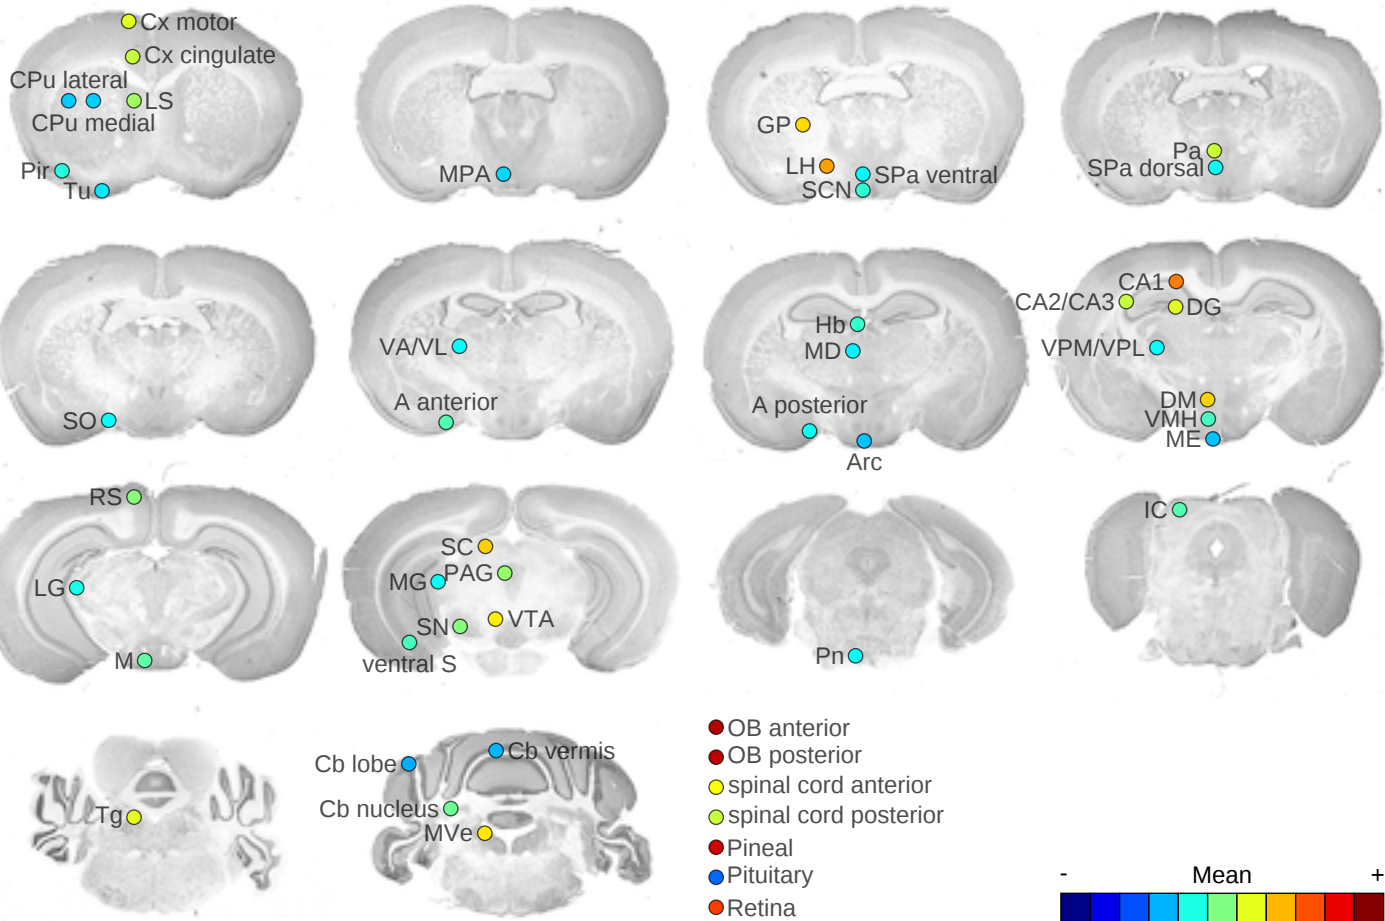 Cx motor
Cx cingulate
CPu lateral
LS
CPu medial
Pir
Tu
MPA
GP
LH
SPa ventral
SCN
Pa
SPa dorsal
SO
VA/VL
A anterior
Hb
MD
A posterior
Arc
CA1
CA2/CA3
DG
VPM/VPL
DM
VMH
ME
RS
LG
M
SC
MG
PAG
SN
VTA
ventral S
Pn
IC
Tg
Cb lobe
Cb vermis
Cb nucleus
MVe
OB anterior
OB posterior
spinal cord anterior
spinal cord posterior
Pineal
Pituitary
Retina
- Mean +